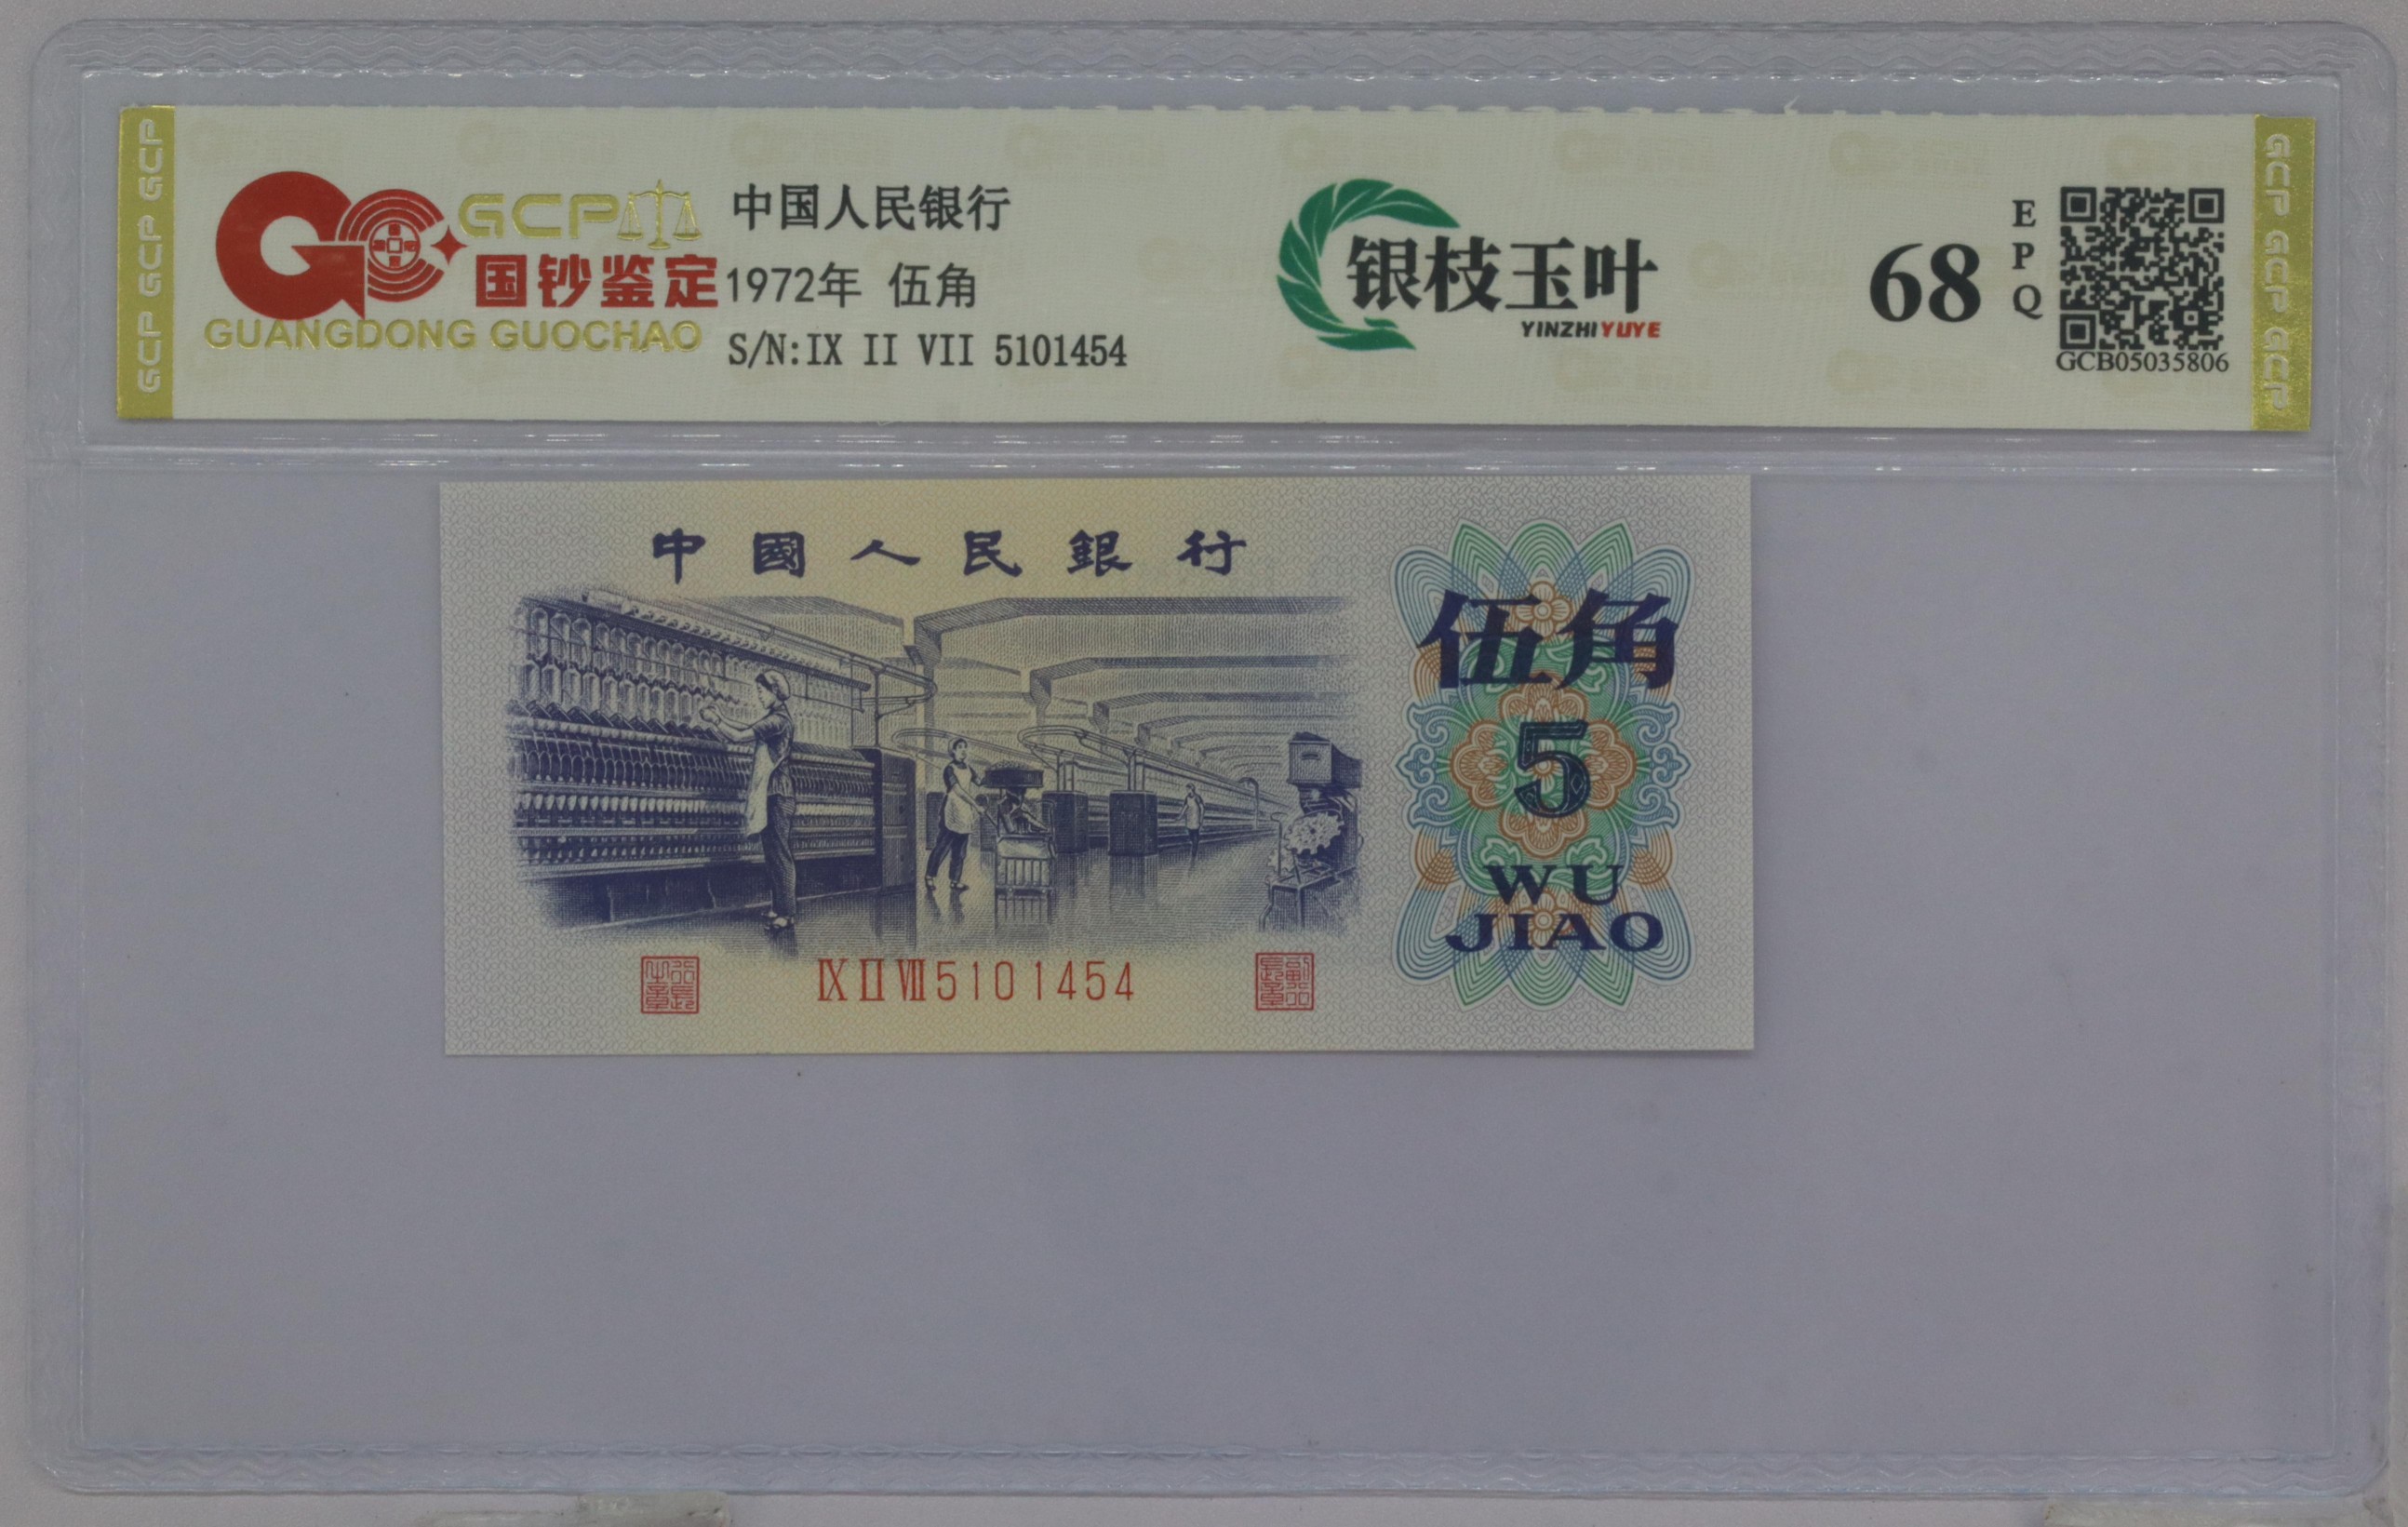 GCP GCP GCP
GCP
国钞鉴定
GUANGDONG GUOCHAO
中国人民银行
1972年 伍角
S/N:IX II VII 5101454
银枝玉叶
YINZHIYUYE
68
EPQ
GCB05035806
GCP GCP GCP
中國人民銀行
伍角
5
WU
JIAO
IX II VII 5101454